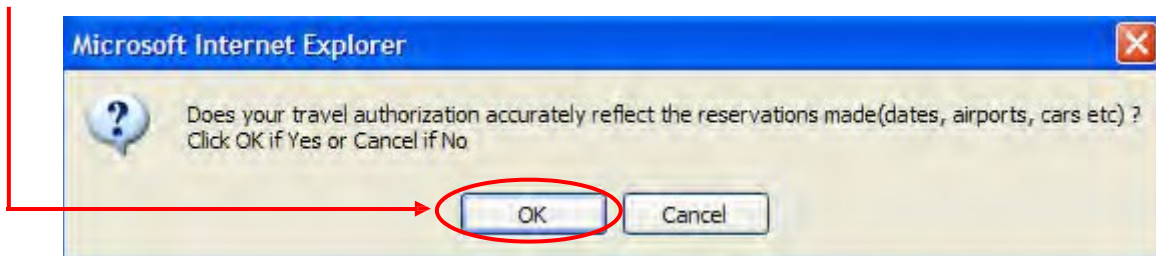 Microsoft Internet Explorer
Does your travel authorization accurately reflect the reservations made(dates, airports, cars etc) ?
Click OK if Yes or Cancel if No
OK Cancel